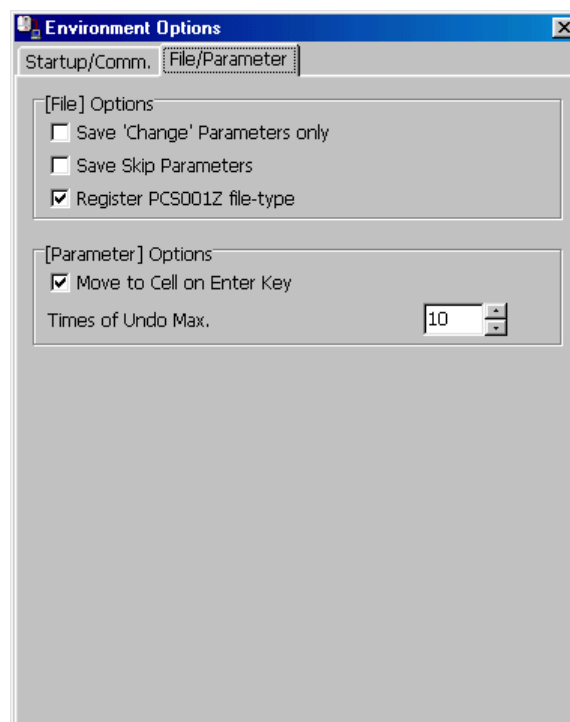 Environment Options
Startup/Comm. File/Parameter
[File] Options
Save 'Change' Parameters only
Save Skip Parameters
Register PCS001Z file-type
[Parameter] Options
Move to Cell on Enter Key
Times of Undo Max. 10